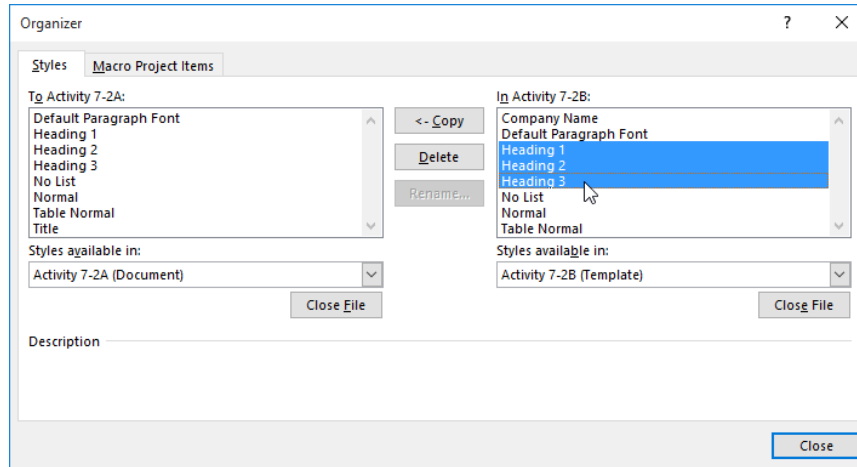 Organizer
?
Styles
Macro Project Items
To Activity 7-2A:
Default Paragraph Font
Heading 1
Heading 2
Heading 3
No List
Normal
Table Normal
Title
Styles available in:
Activity 7-2A (Document)
Close File
<- Copy
Delete
Rename...
In Activity 7-2B:
Company Name
Default Paragraph Font
Heading 1
Heading 2
Heading 3
No List
Normal
Table Normal
Styles available in:
Activity 7-2B (Template)
Close File
Description
Close